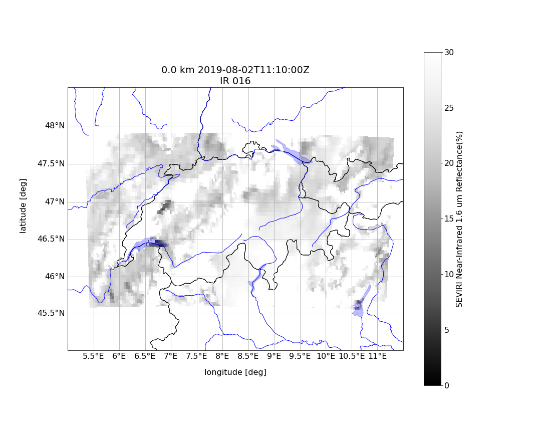 0.0 km 2019-08-02T11:10:00Z
IR 016
30
25
20
15
10
5
0
SEVIRI Near-Infrared 1.6 um Reflectance(%)
48°N
47.5°N
47°N
46.5°N
46°N
45.5°N
latitude [deg]
5.5°E 6°E 6.5°E 7°E 7.5°E 8°E 8.5°E 9°E 9.5°E 10°E 10.5°E 11°E
longitude [deg]